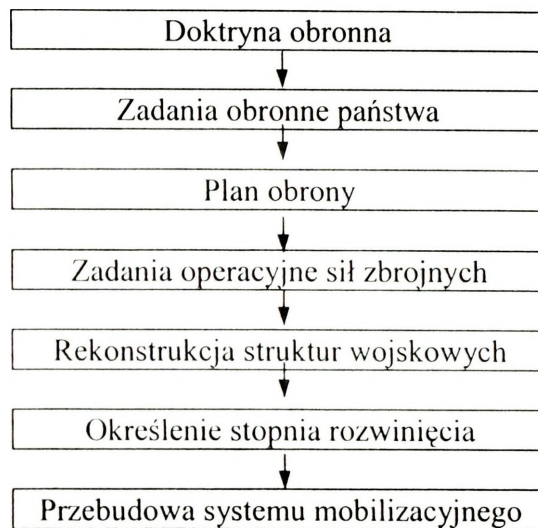 Doktryna obronna
Zadania obronne państwa
Plan obrony
Zadania operacyjne sił zbrojnych
Rekonstrukcja struktur wojskowych
Określenie stopnia rozwinięcia
Przebudowa systemu mobilizacyjnego